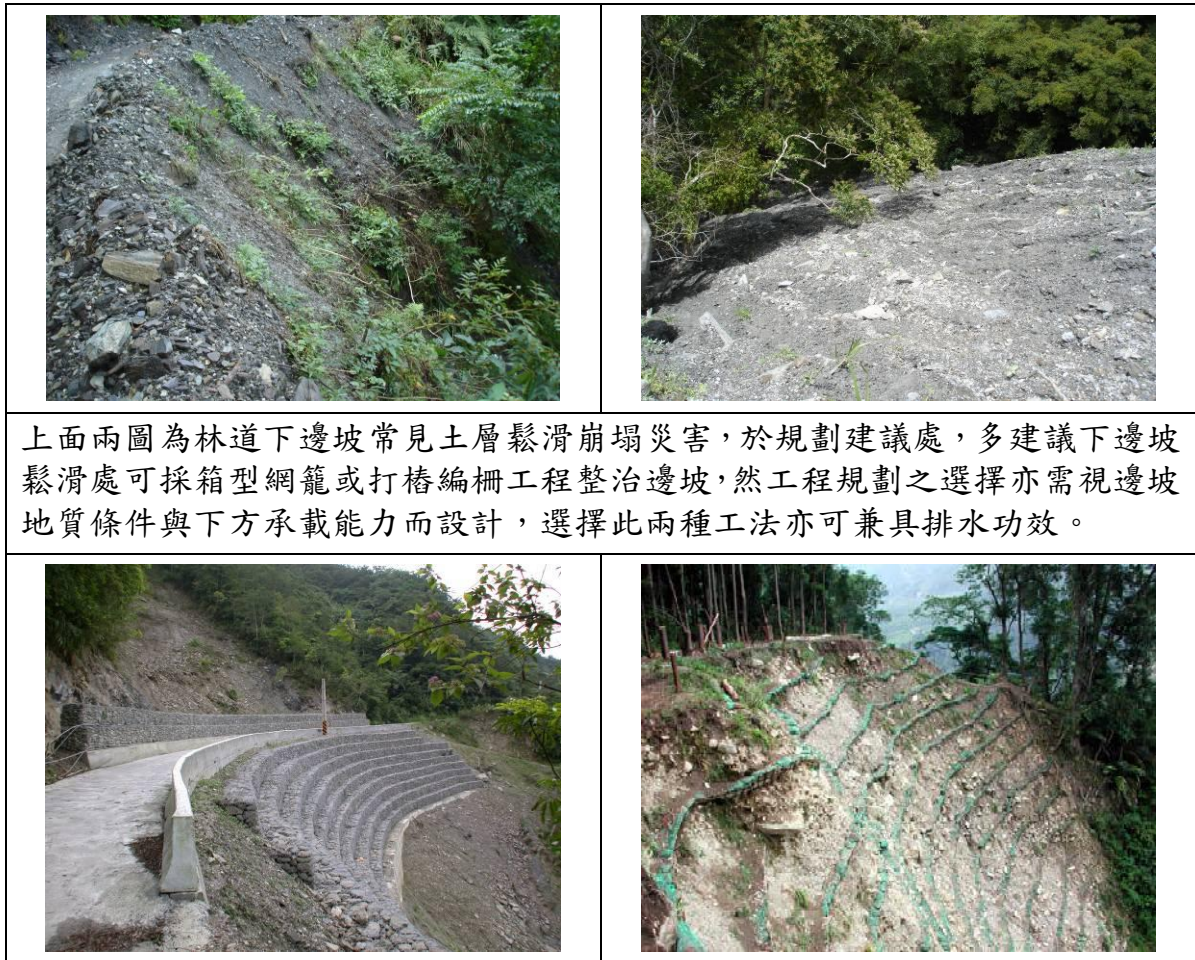 上面兩圖為林道下邊坡常見土層鬆滑崩塌災害，於規劃建議處，多建議下邊坡
鬆滑處可採箱型網籠或打樁編柵工程整治邊坡，然工程規劃之選擇亦需視邊坡
地質條件與下方承載能力而設計，選擇此兩種工法亦可兼具排水功效。